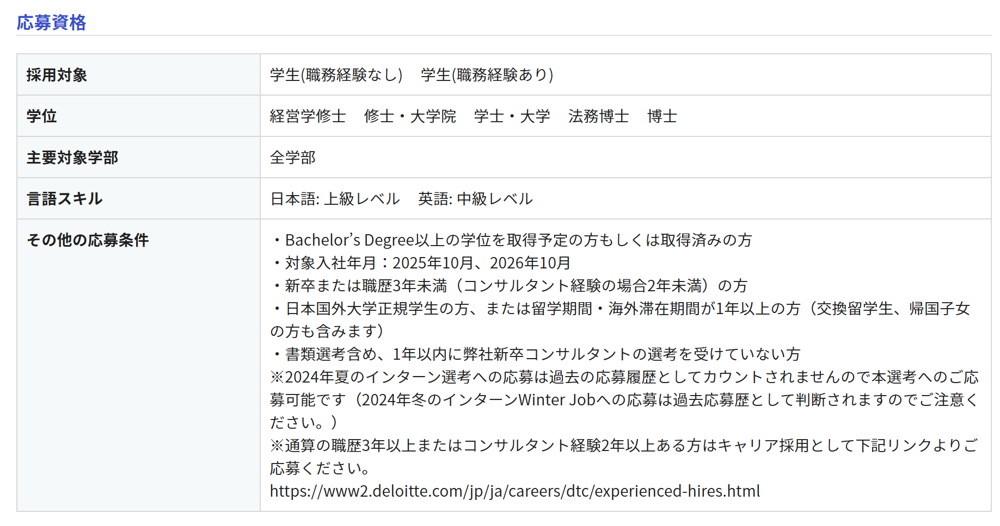 応募資格
採用対象
学生(職務経験なし)　学生(職務経験あり)
学位
経営学修士　修士・大学院　学士・大学　法務博士　博士
主要対象学部
全学部
言語スキル
日本語: 上級レベル　英語: 中級レベル
その他の応募条件
・Bachelor’s Degree以上の学位を取得予定の方もしくは取得済みの方
・対象入社年月：2025年10月、2026年10月
・新卒または職歴3年未満（コンサルタント経験の場合2年未満）の方
・日本国外大学正規学生の方、または留学期間・海外滞在期間が1年以上の方（交換留学生、帰国子女
の方も含みます）
・書類選考含め、1年以内に弊社新卒コンサルタントの選考を受けていない方
※2024年夏のインターン選考への応募は過去の応募履歴としてカウントされませんので本選考へのご応
募可能です（2024年冬のインターンWinter Jobへの応募は過去応募歴として判断されますのでご注意く
ださい。）
※通算の職歴3年以上またはコンサルタント経験2年以上ある方はキャリア採用として下記リンクよりご
応募ください。
https://www2.deloitte.com/jp/ja/careers/dtc/experienced-hires.html